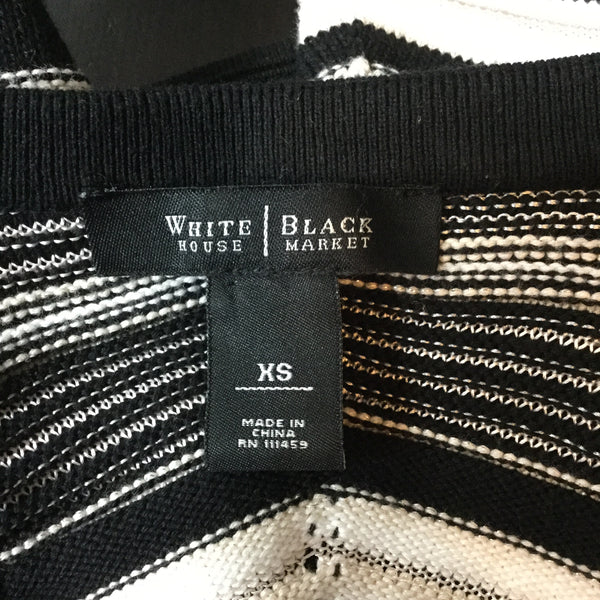 WHITE | BLACK
HOUSE MARKET
XS
MADE IN
CHINA
RN 111459